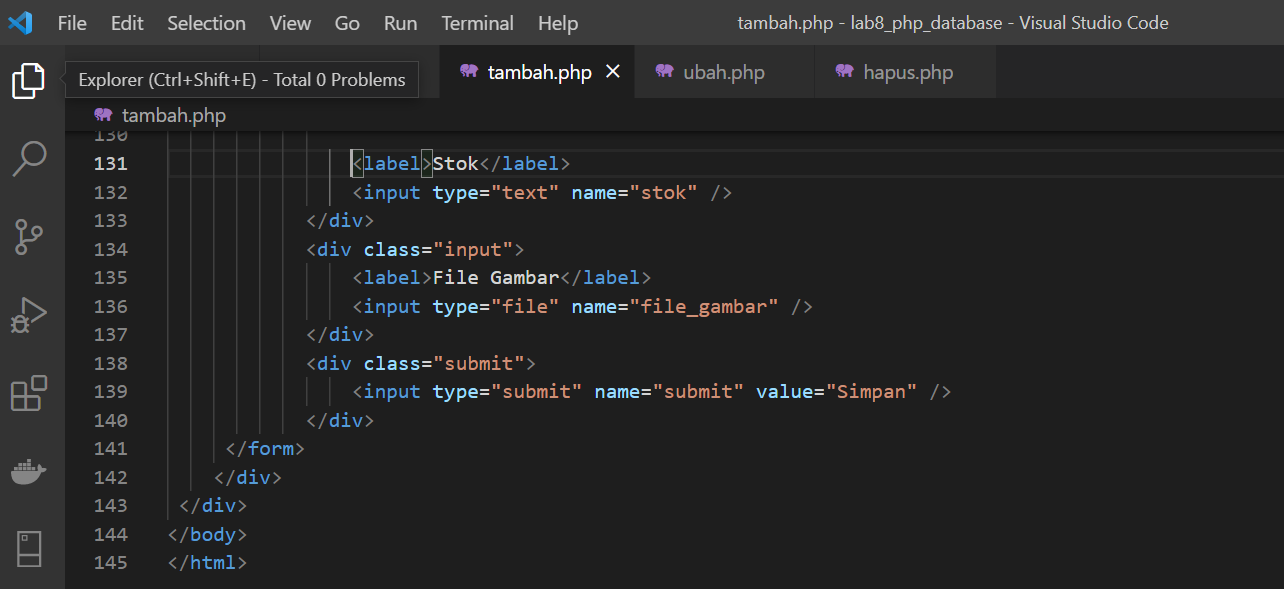 File Edit Selection View Go Run Terminal Help tambah.php - lab8_php_database - Visual Studio Code
Explorer (Ctrl+Shift+E) - Total 0 Problems
tambah.php ubah.php hapus.php
tambah.php
130
131 <label>Stok</label>
132 <input type="text" name="stok" />
133 </div>
134 <div class="input">
135 <label>File Gambar</label>
136 <input type="file" name="file_gambar" />
137 </div>
138 <div class="submit">
139 <input type="submit" name="submit" value="Simpan" />
140 </div>
141 </form>
142 </div>
143 </div>
144 </body>
145 </html>